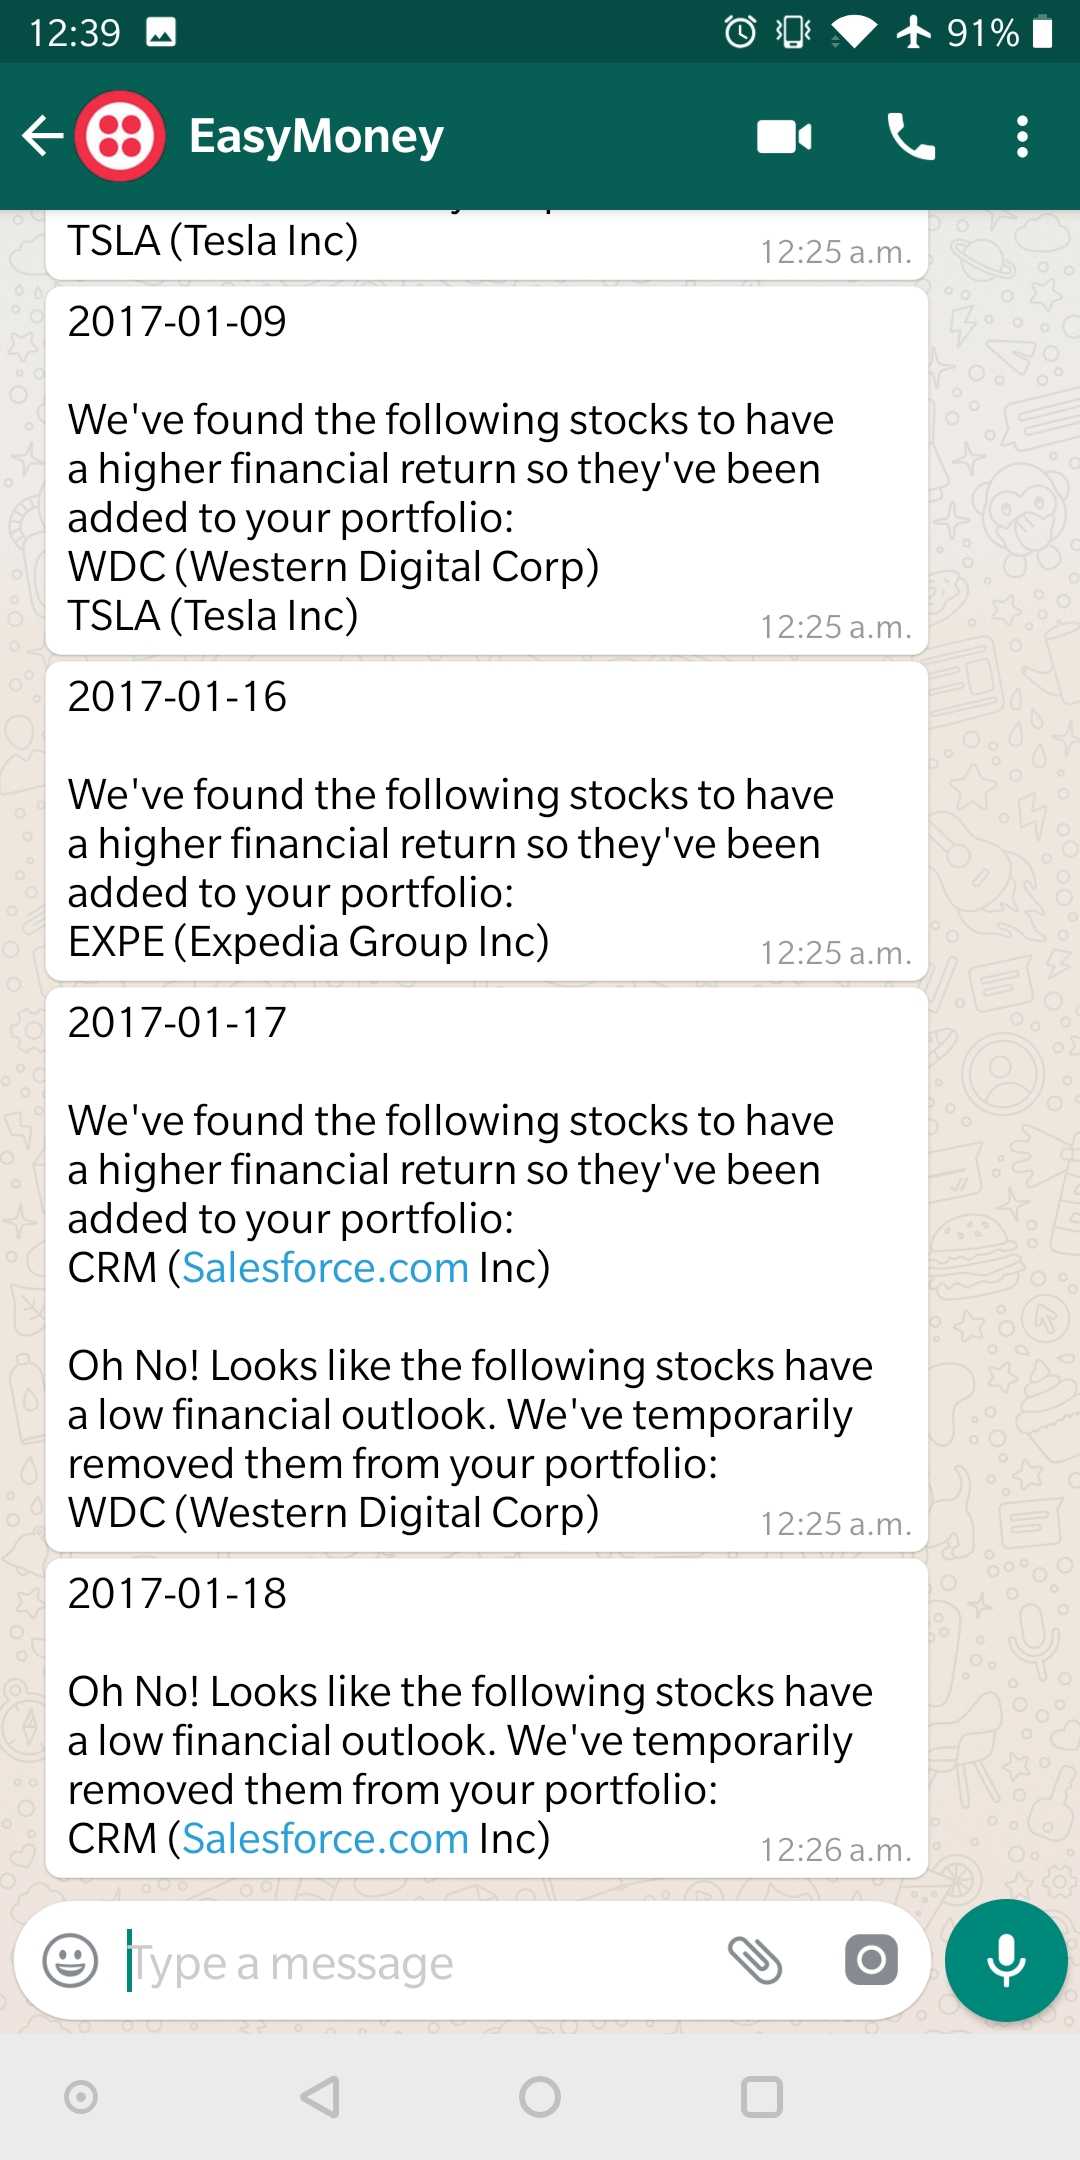 12:39
91%
EasyMoney
TSLA (Tesla Inc)
12:25 a.m.
2017-01-09
We've found the following stocks to have
a higher financial return so they've been
added to your portfolio:
WDC (Western Digital Corp)
TSLA (Tesla Inc)
12:25 a.m.
2017-01-16
We've found the following stocks to have
a higher financial return so they've been
added to your portfolio:
EXPE (Expedia Group Inc)
12:25 a.m.
2017-01-17
We've found the following stocks to have
a higher financial return so they've been
added to your portfolio:
CRM (Salesforce.com Inc)
Oh No! Looks like the following stocks have
a low financial outlook. We've temporarily
removed them from your portfolio:
WDC (Western Digital Corp)
12:25 a.m.
2017-01-18
Oh No! Looks like the following stocks have
a low financial outlook. We've temporarily
removed them from your portfolio:
CRM (Salesforce.com Inc)
12:26 a.m.
Type a message